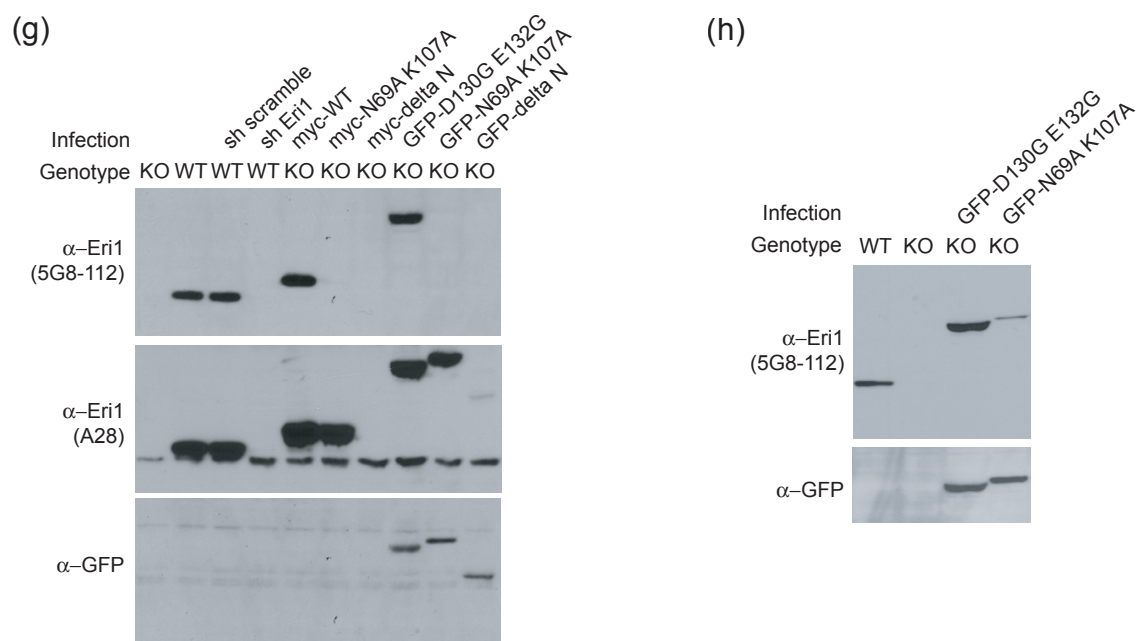 (g)
sh scramble
sh Eri1
myc-WT
myc-N69A K107A
myc-delta N
GFP-D130G E132G
GFP-N69A K107A
GFP-delta N
Infection
Genotype KO WT WT WT KO KO KO KO KO KO
α–Eri1
(5G8-112)
α–Eri1
(A28)
α–GFP
(h)
GFP-D130G E132G
GFP-N69A K107A
Infection
Genotype WT KO KO KO
α–Eri1
(5G8-112)
α–GFP